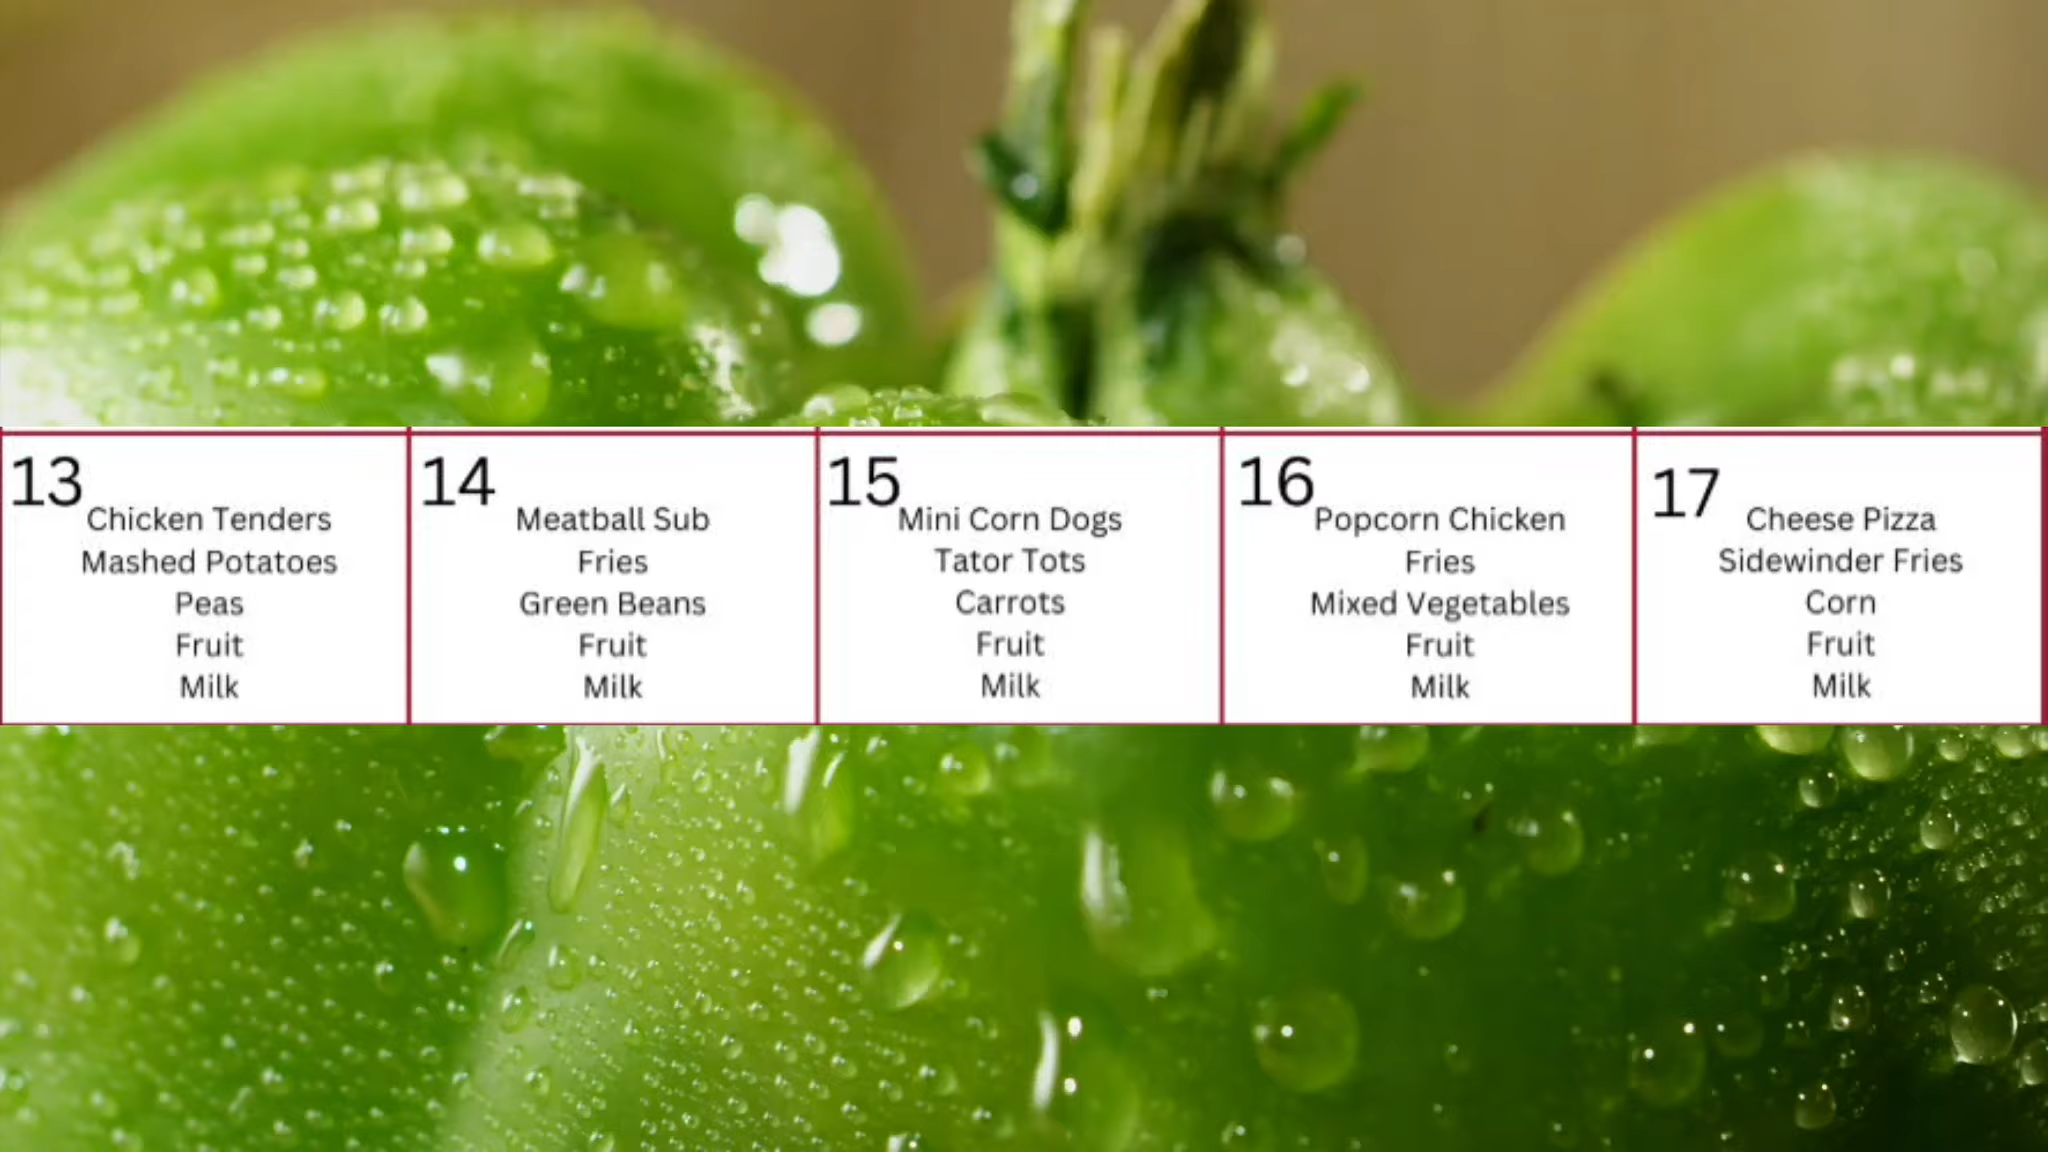 13
Chicken Tenders
Mashed Potatoes
Peas
Fruit
Milk
14
Meatball Sub
Fries
Green Beans
Fruit
Milk
15
Mini Corn Dogs
Tator Tots
Carrots
Fruit
Milk
16
Popcorn Chicken
Fries
Mixed Vegetables
Fruit
Milk
17
Cheese Pizza
Sidewinder Fries
Corn
Fruit
Milk